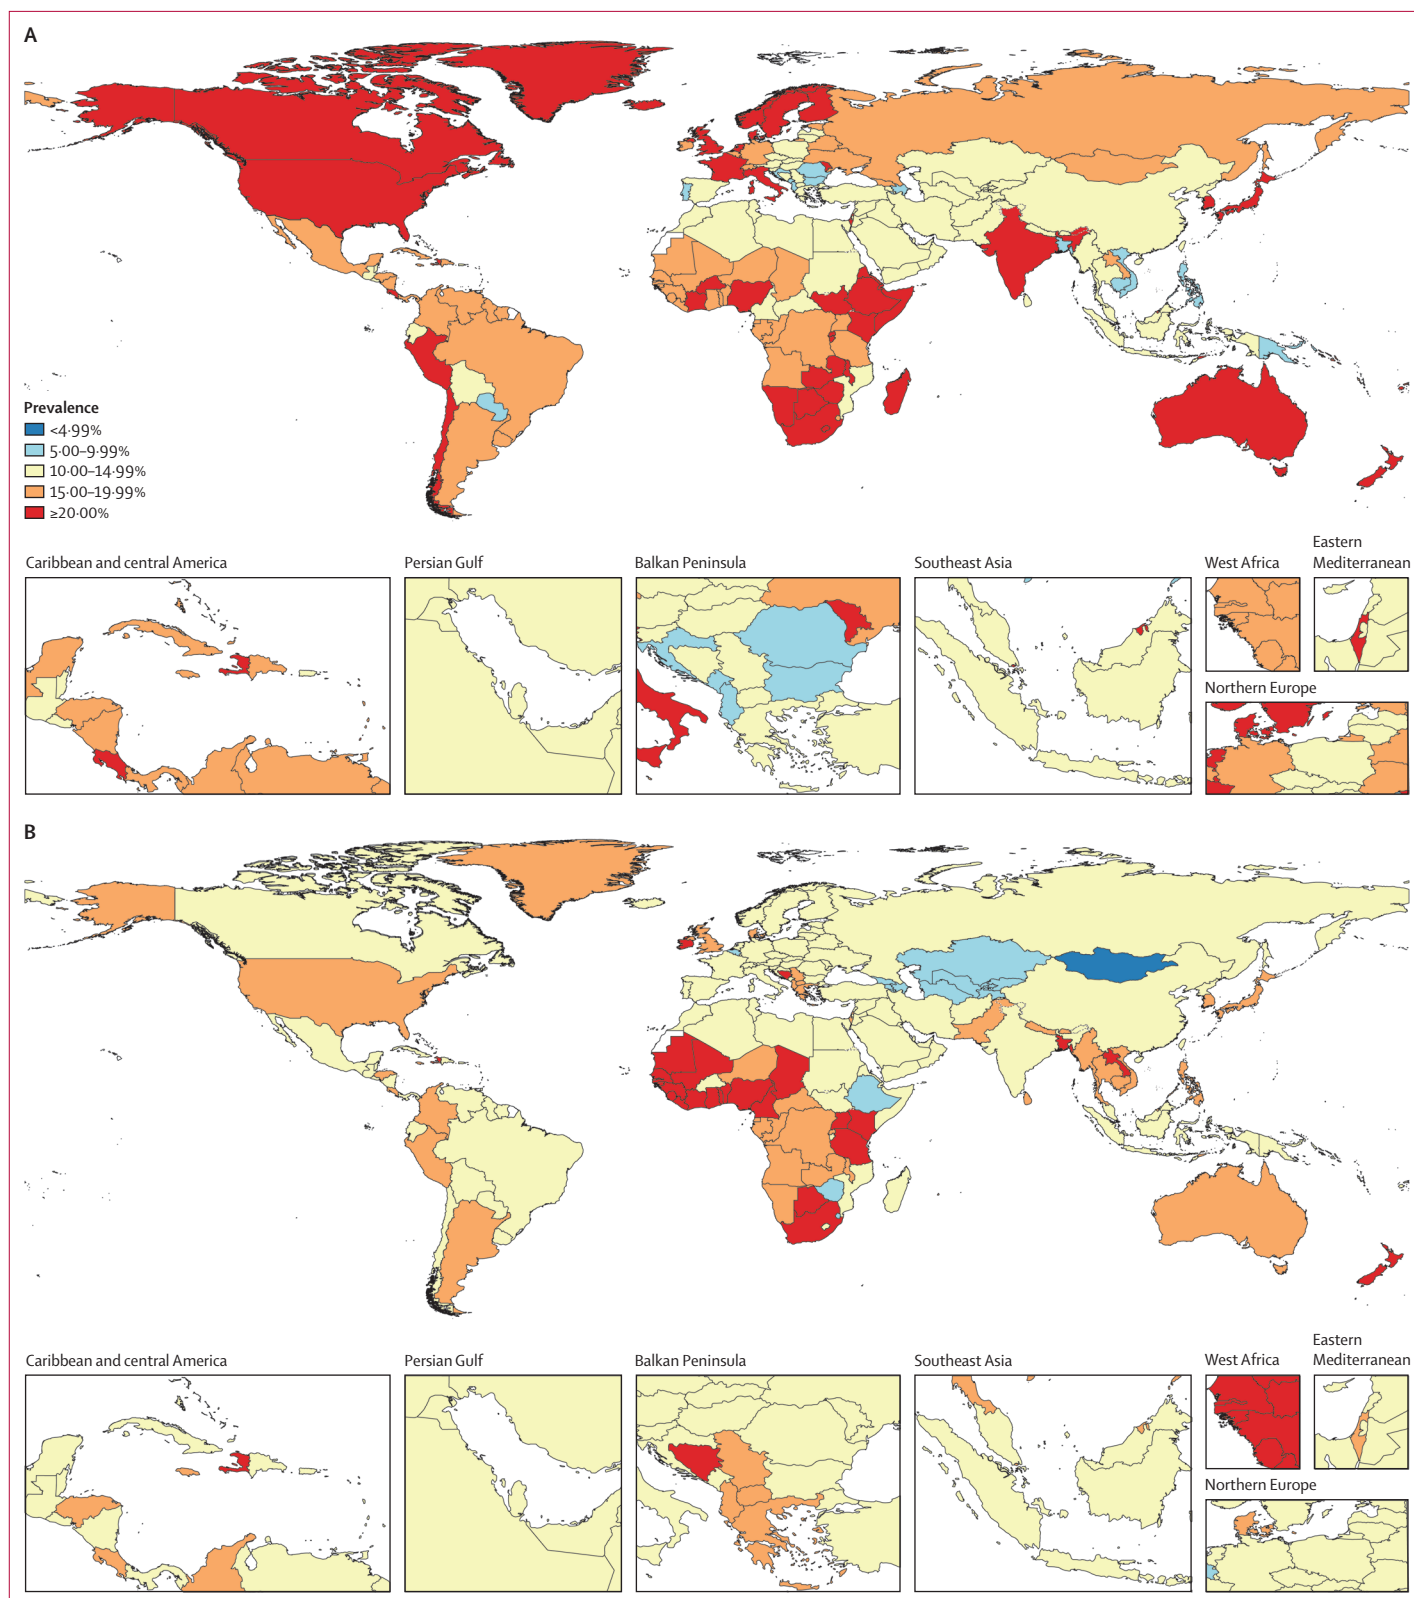 A
Prevalence
<4·99%
5·00–9·99%
10·00–14·99%
15·00–19·99%
≥20·00%
Caribbean and central America
Persian Gulf
Balkan Peninsula
Southeast Asia
West Africa
Eastern
Mediterranean
Northern Europe
B
Caribbean and central America
Persian Gulf
Balkan Peninsula
Southeast Asia
West Africa
Eastern
Mediterranean
Northern Europe